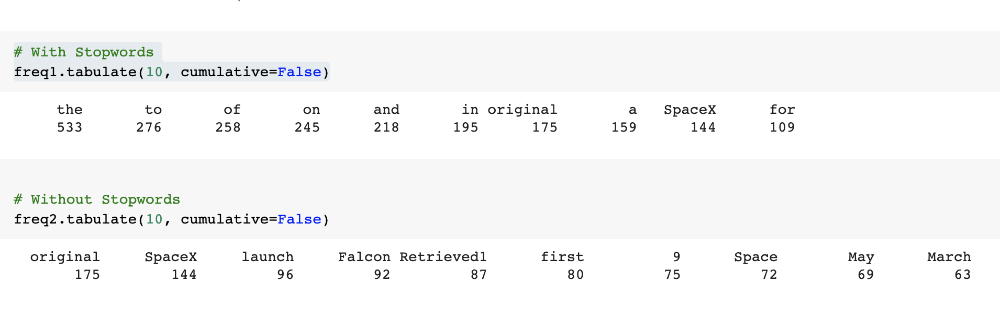 # With Stopwords
freq1.tabulate(10, cumulative=False)
the to of on and in original a SpaceX for
533 276 258 245 218 195 175 159 144 109
# Without Stopwords
freq2.tabulate(10, cumulative=False)
original SpaceX launch Falcon Retrieved1 first 9 Space May March
175 144 96 92 87 80 75 72 69 63